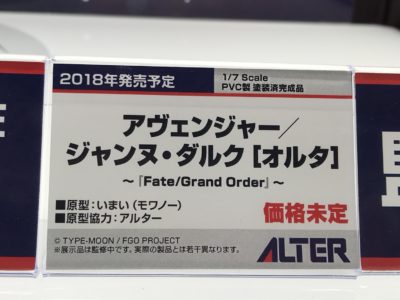 2018年発売予定
1/7 Scale
PVC製 塗装済完成品
アヴェンジャー/
ジャンヌ・ダルク[オルタ]
～『Fate/Grand Order』～
■原型：いまい（モワノー）
■原型協力：アルター
価格未定
© TYPE-MOON / FGO PROJECT
※展示品は監修中です。実際の製品とは若干異なります。
ALTER